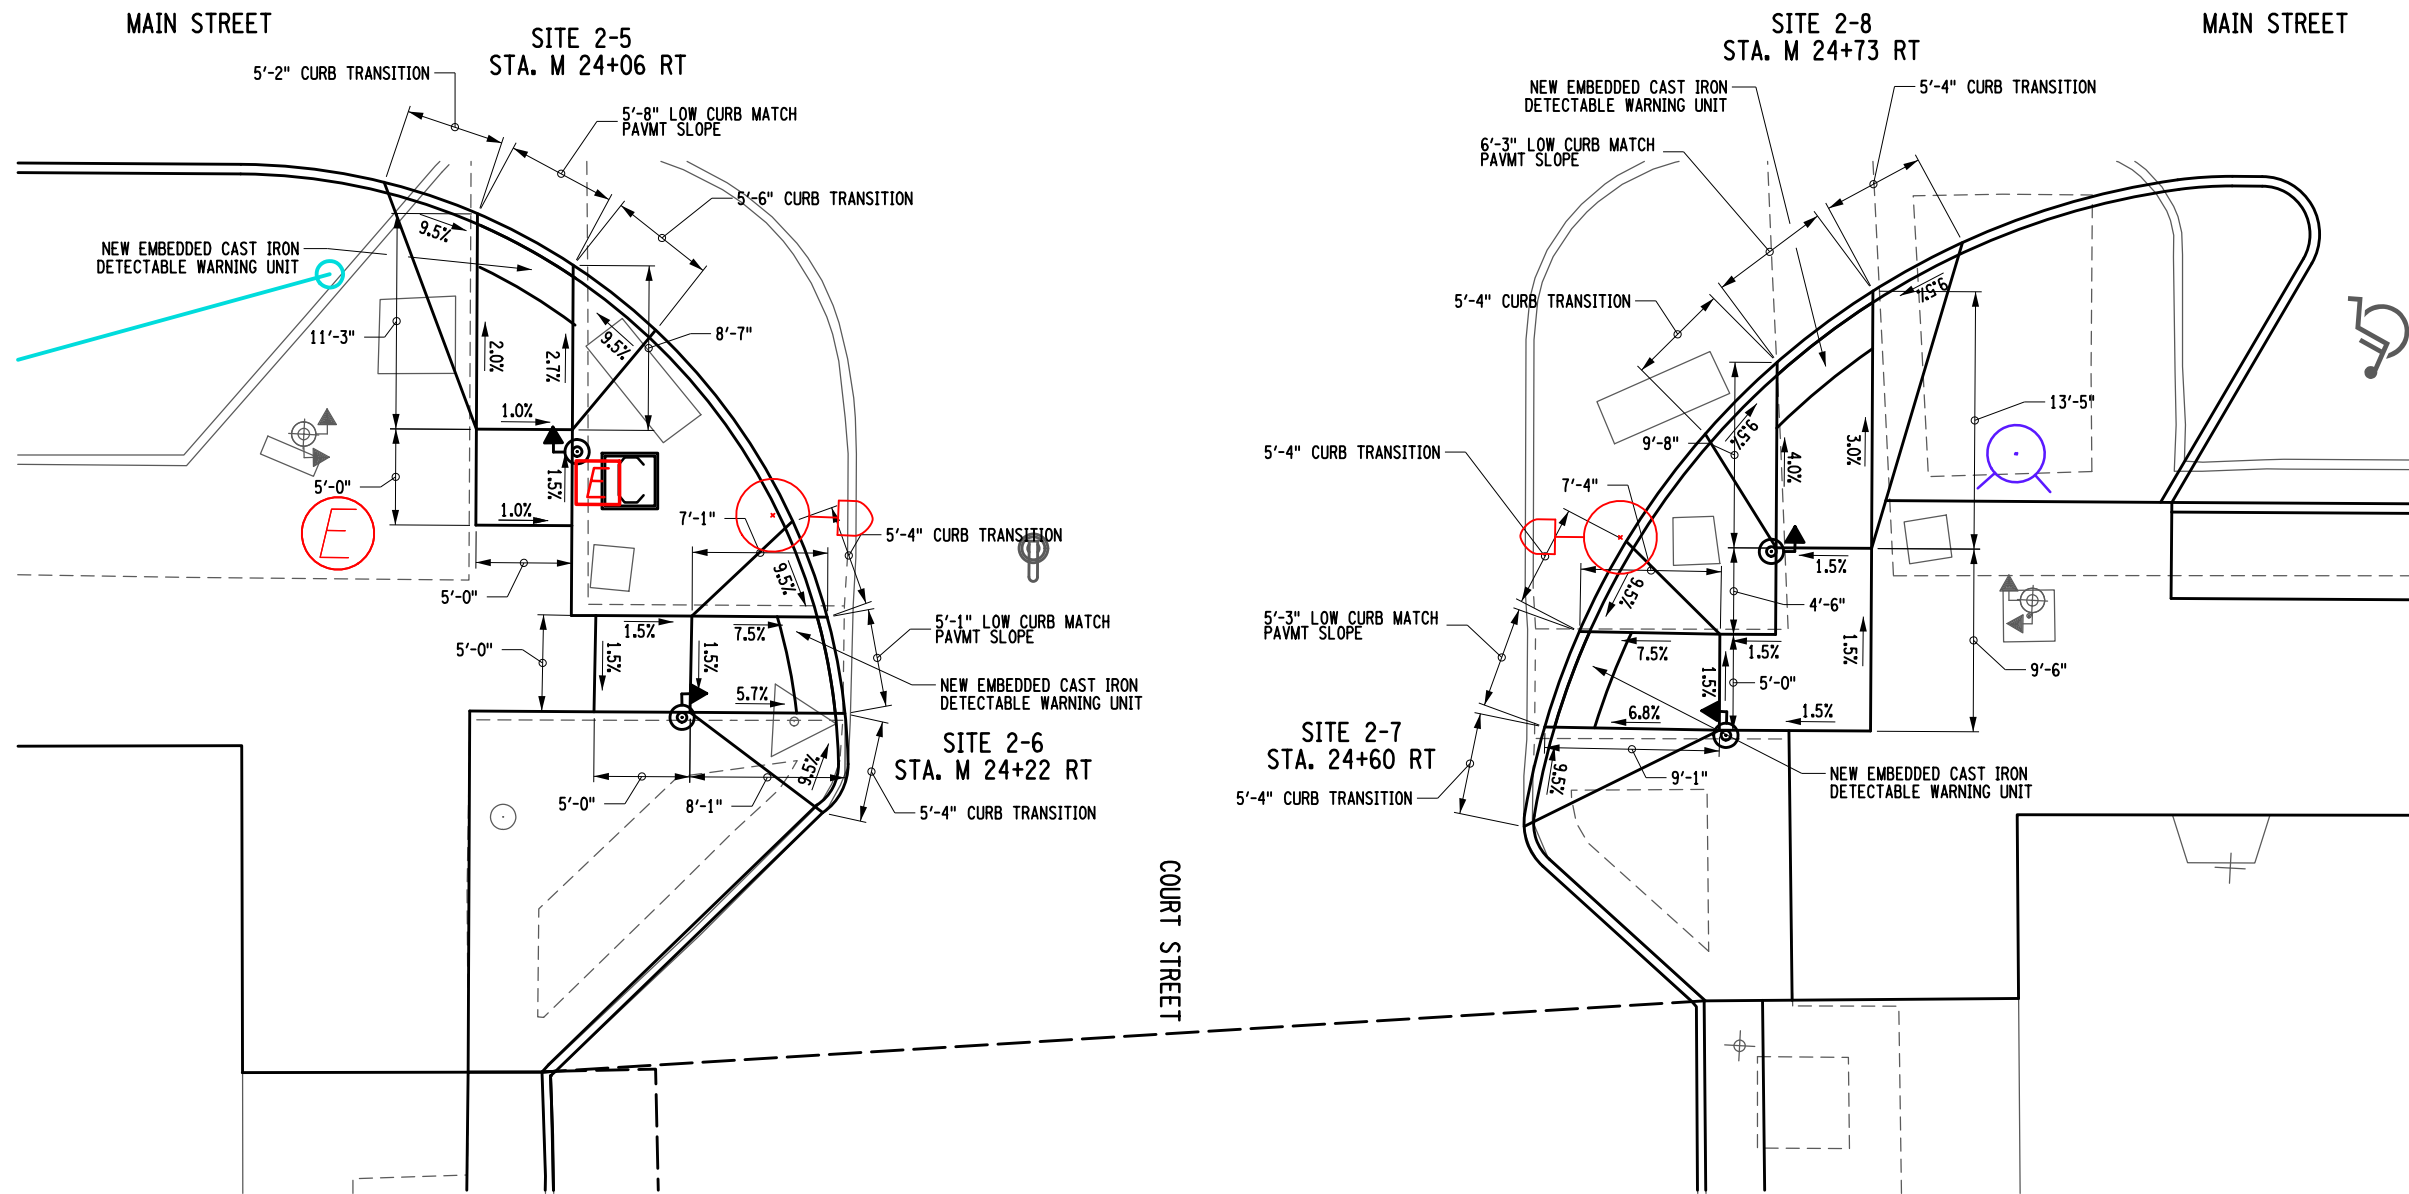 MAIN STREET
SITE 2-5
STA. M 24+06 RT
5'-2" CURB TRANSITION
5'-8" LOW CURB MATCH
PAVMT SLOPE
5'-6" CURB TRANSITION
NEW EMBEDDED CAST IRON
DETECTABLE WARNING UNIT
9.5%
11'-3"
2.0%
2.7%
9.5%
8'-7"
1.0%
5'-0"
1.5%
E
E
1.0%
7'-1"
5'-4" CURB TRANSITION
5'-0"
9.5%
5'-0"
1.5%
7.5%
1.5%
1.5%
5'-1" LOW CURB MATCH
PAVMT SLOPE
5.7%
NEW EMBEDDED CAST IRON
DETECTABLE WARNING UNIT
SITE 2-6
STA. M 24+22 RT
9.5%
5'-0"
8'-1"
5'-4" CURB TRANSITION
COURT STREET
SITE 2-8
STA. M 24+73 RT
MAIN STREET
NEW EMBEDDED CAST IRON
DETECTABLE WARNING UNIT
5'-4" CURB TRANSITION
6'-3" LOW CURB MATCH
PAVMT SLOPE
5'-4" CURB TRANSITION
9.5%
13'-5"
5'-4" CURB TRANSITION
9'-8"
9.5%
4.0%
3.0%
7'-4"
1.5%
9.5%
4'-6"
5'-3" LOW CURB MATCH
PAVMT SLOPE
7.5%
1.5%
1.5%
1.5%
5'-0"
9'-6"
6.8%
1.5%
SITE 2-7
STA. 24+60 RT
9.5%
9'-1"
NEW EMBEDDED CAST IRON
DETECTABLE WARNING UNIT
5'-4" CURB TRANSITION